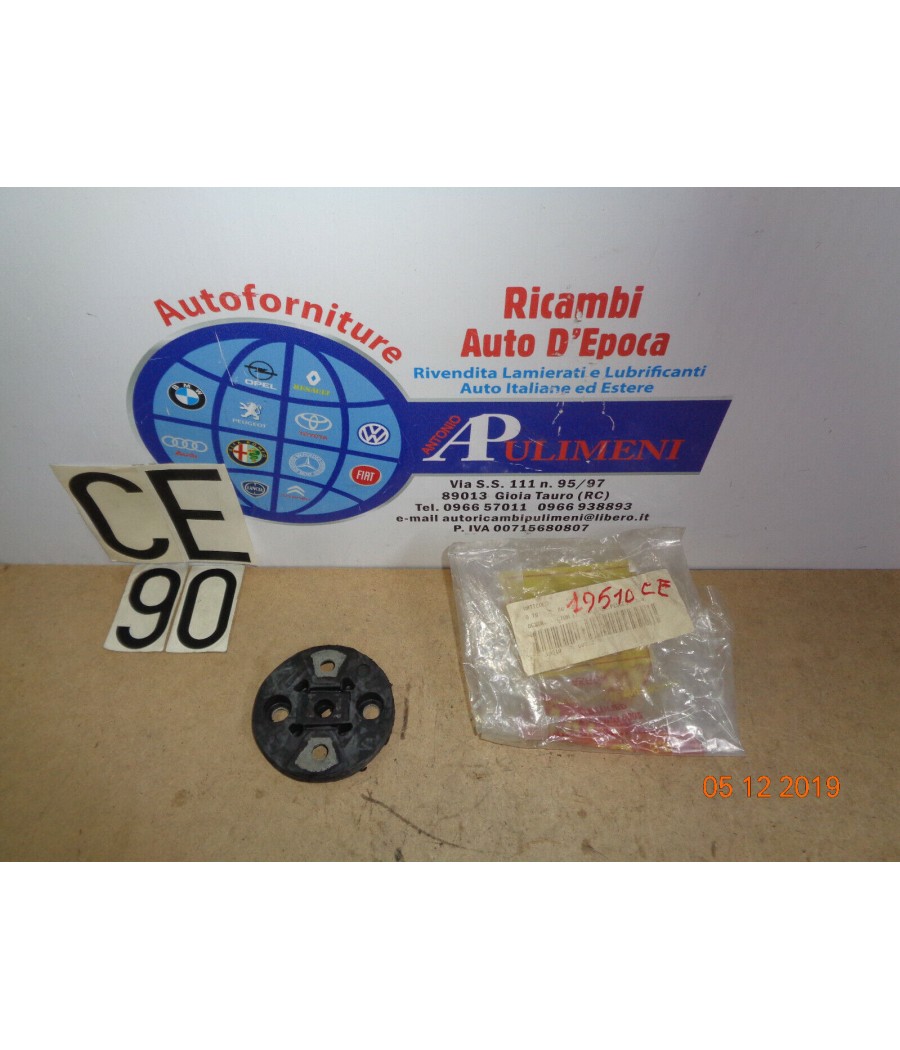 Autoforniture
Ricambi
Auto D'Epoca
Rivendita Lamierati e Lubrificanti
Auto Italiane ed Estere
BMW
OPEL
RENAULT
PEUGEOT
TOYOTA
Audi
FIAT
ANTONIO
APULIMENI
Via S.S. 111 n. 95/97
89013 Gioia Tauro (RC)
Tel. 0966 57011 0966 938893
e-mail autoricambipulimeni@libero.it
P. IVA 00715680807
CE
90
19510 CE
05 12 2019